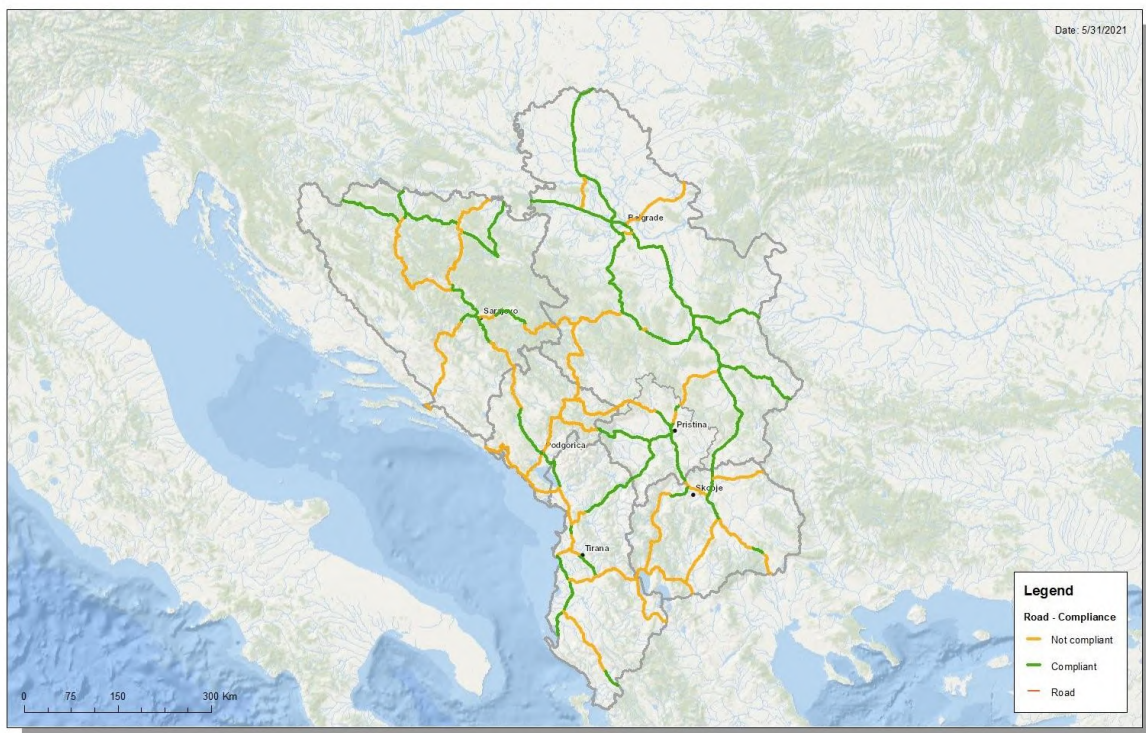 Date: 5/31/2021
Belgrade
Sarajevo
Pristina
Podgorica
Skopje
Tirana
Legend
Road - Compliance
Not compliant
Compliant
Road
0 75 150 300 Km